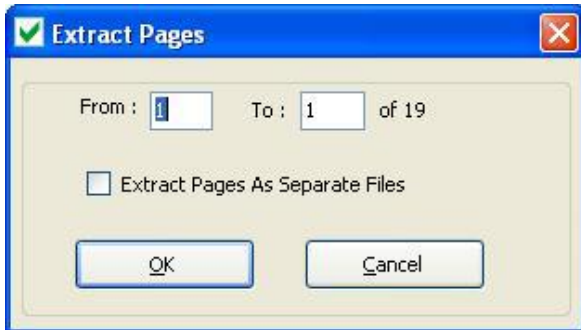 Extract Pages
From : 1 To : 1 of 19
Extract Pages As Separate Files
OK Cancel